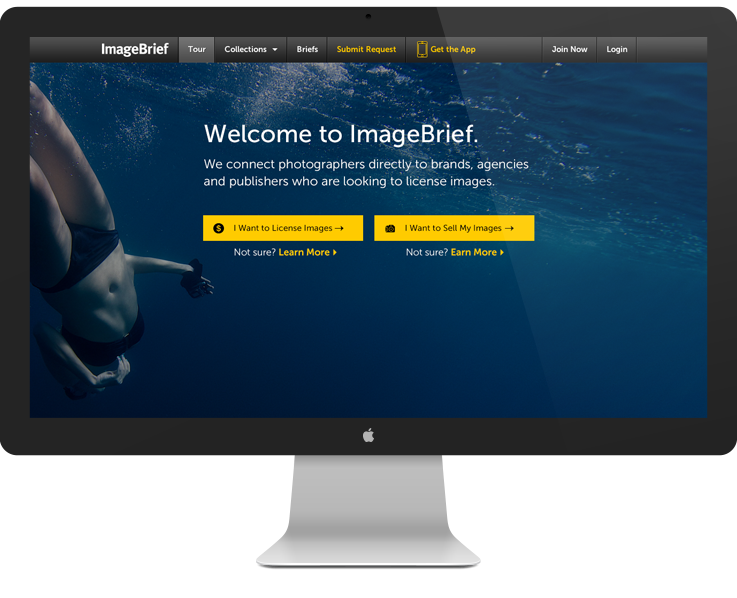 ImageBrief Tour Collections Briefs Submit Request Get the App Join Now Login
Welcome to ImageBrief.
We connect photographers directly to brands, agencies
and publishers who are looking to license images.
$ I Want to License Images → I Want to Sell My Images →
Not sure? Learn More Not sure? Earn More